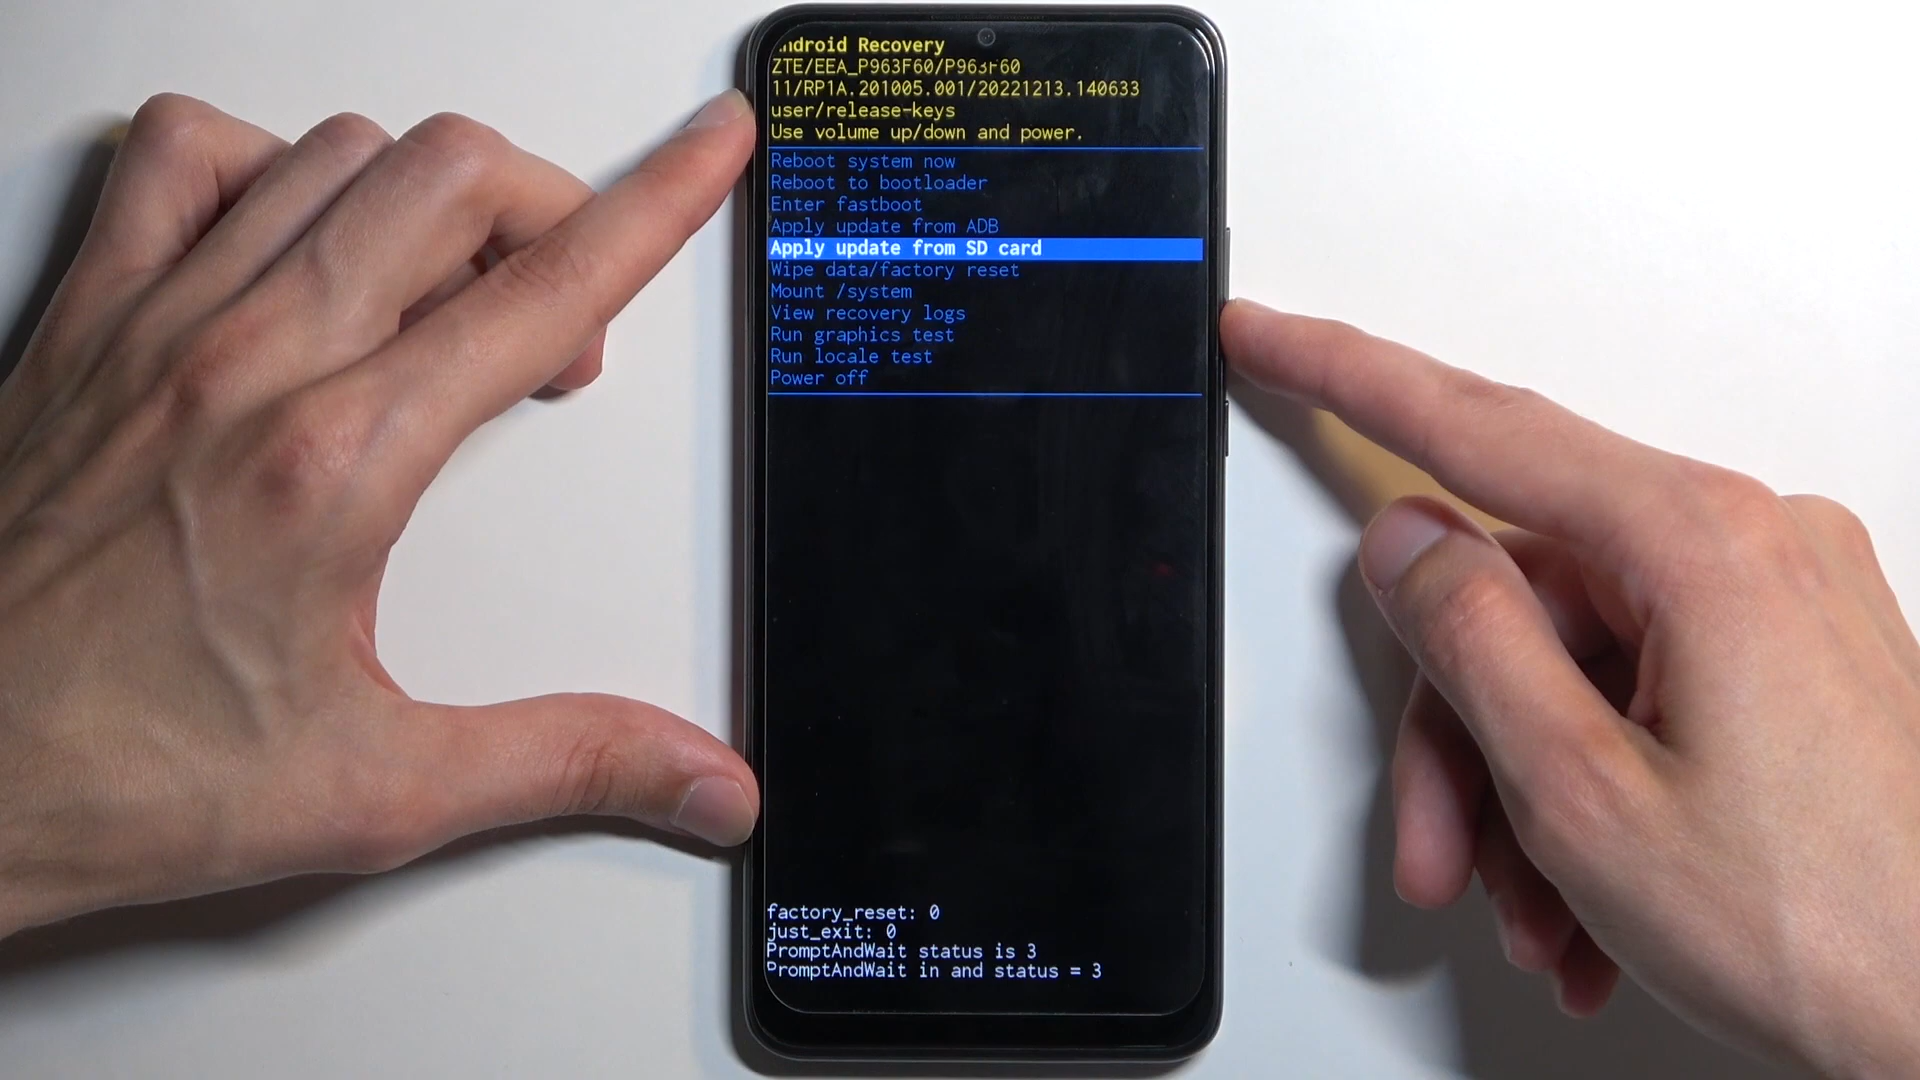 Android Recovery
ZTE/EEA_P963F60/P963F60
11/RP1A.201005.001/20221213.140633
user/release-keys
Use volume up/down and power.
Reboot system now
Reboot to bootloader
Enter fastboot
Apply update from ADB
Apply update from SD card
Wipe data/factory reset
Mount /system
View recovery logs
Run graphics test
Run locale test
Power off
factory_reset: 0
just_exit: 0
PromptAndWait status is 3
PromptAndWait in and status = 3